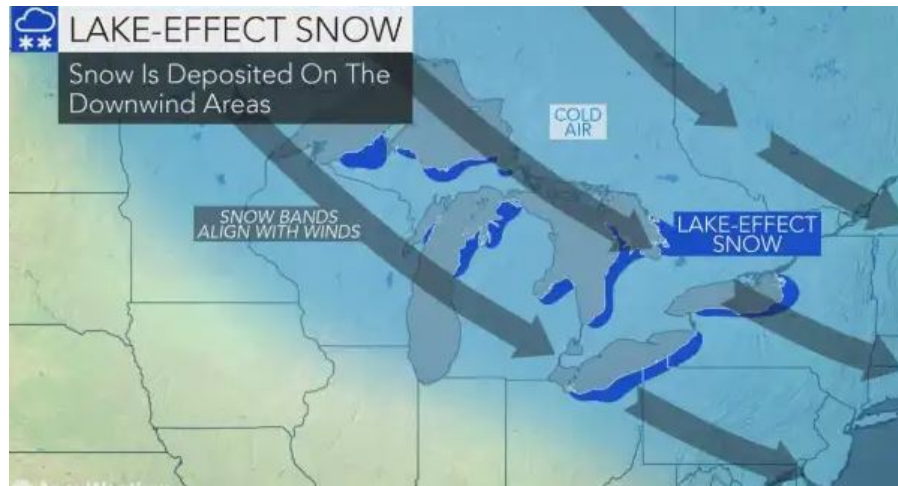 LAKE-EFFECT SNOW
Snow Is Deposited On The
Downwind Areas
COLD
AIR
SNOW BANDS
ALIGN WITH WINDS
LAKE-EFFECT
SNOW